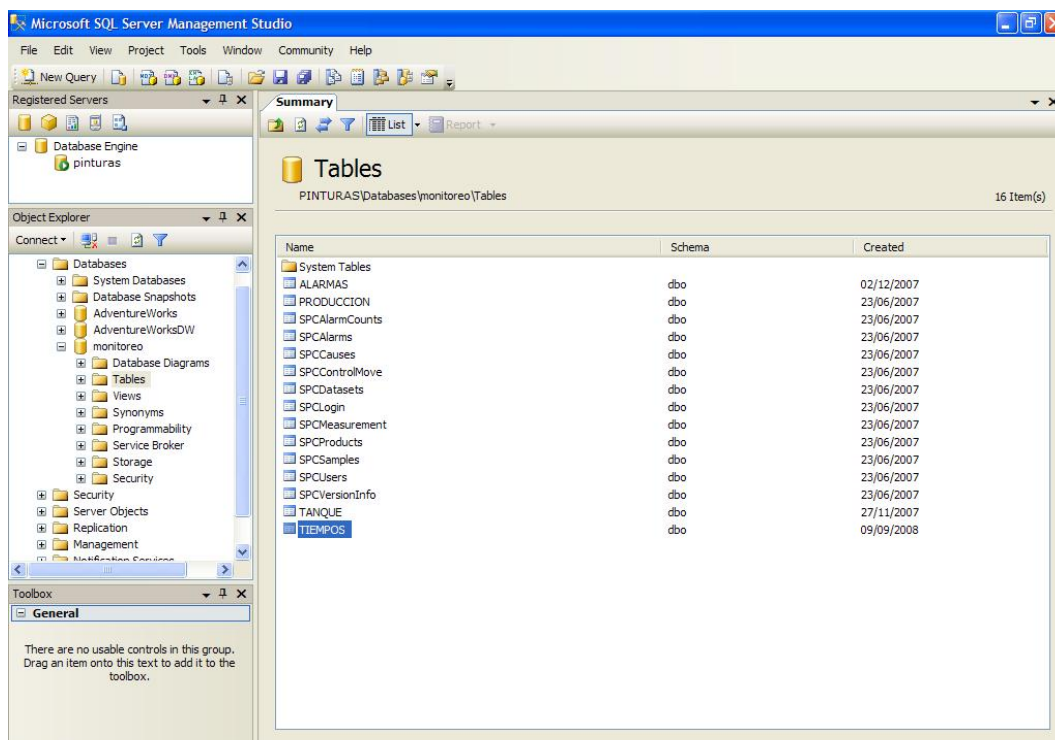 Microsoft SQL Server Management Studio
File Edit View Project Tools Window Community Help
New Query
Registered Servers
Database Engine
pinturas
Object Explorer
Connect
Databases
System Databases
Database Snapshots
AdventureWorks
AdventureWorksDW
monitoreo
Database Diagrams
Tables
Views
Synonyms
Programmability
Service Broker
Storage
Security
Security
Server Objects
Replication
Management
Notification Services
Toolbox
General
There are no usable controls in this group.
Drag an item onto this text to add it to the
toolbox.
Summary
List Report
Tables
PINTURAS\Databases\monitoreo\Tables 16 Item(s)
Name Schema Created
System Tables
ALARMAS dbo 02/12/2007
PRODUCCION dbo 23/06/2007
SPCAlarmCounts dbo 23/06/2007
SPCAlarms dbo 23/06/2007
SPCCauses dbo 23/06/2007
SPCControlMove dbo 23/06/2007
SPCDatasets dbo 23/06/2007
SPCLogin dbo 23/06/2007
SPCMeasurement dbo 23/06/2007
SPCProducts dbo 23/06/2007
SPCSamples dbo 23/06/2007
SPCUsers dbo 23/06/2007
SPCVersionInfo dbo 23/06/2007
TANQUE dbo 27/11/2007
TIEMPOS dbo 09/09/2008